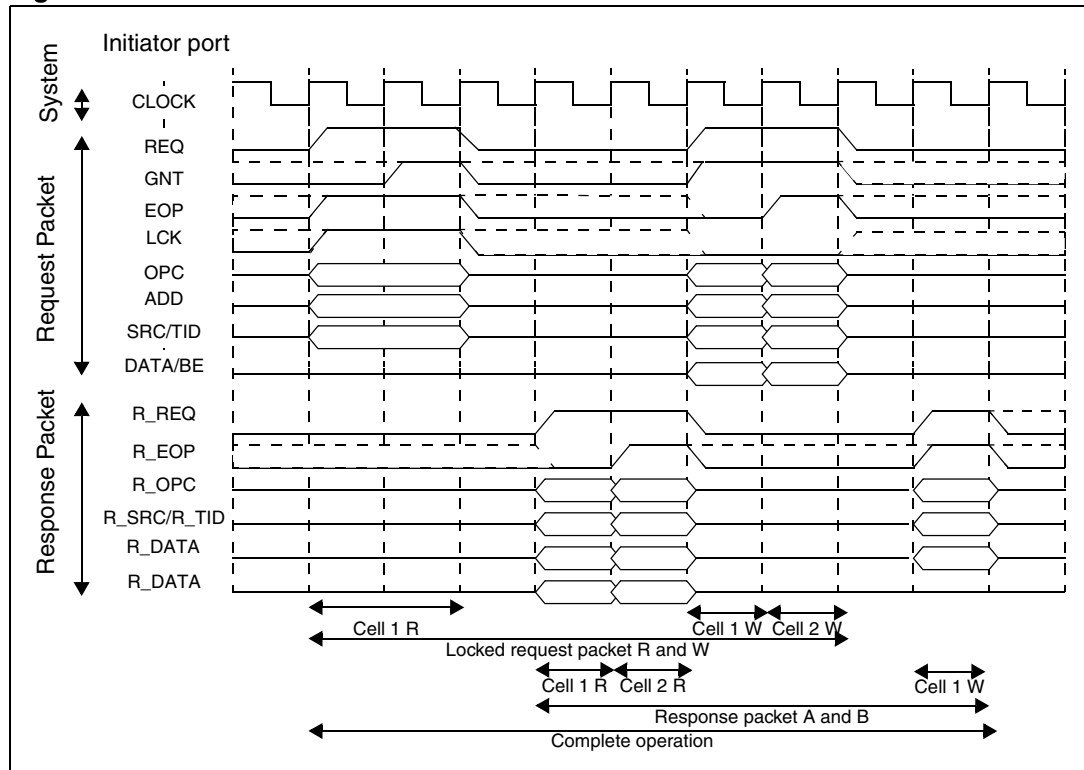 Initiator port
System
CLOCK
Request Packet
REQ
GNT
EOP
LCK
OPC
ADD
SRC/TID
DATA/BE
Response Packet
R_REQ
R_EOP
R_OPC
R_SRC/R_TID
R_DATA
R_DATA
Cell 1 R
Cell 1 W
Cell 2 W
Locked request packet R and W
Cell 1 R
Cell 2 R
Cell 1 W
Response packet A and B
Complete operation